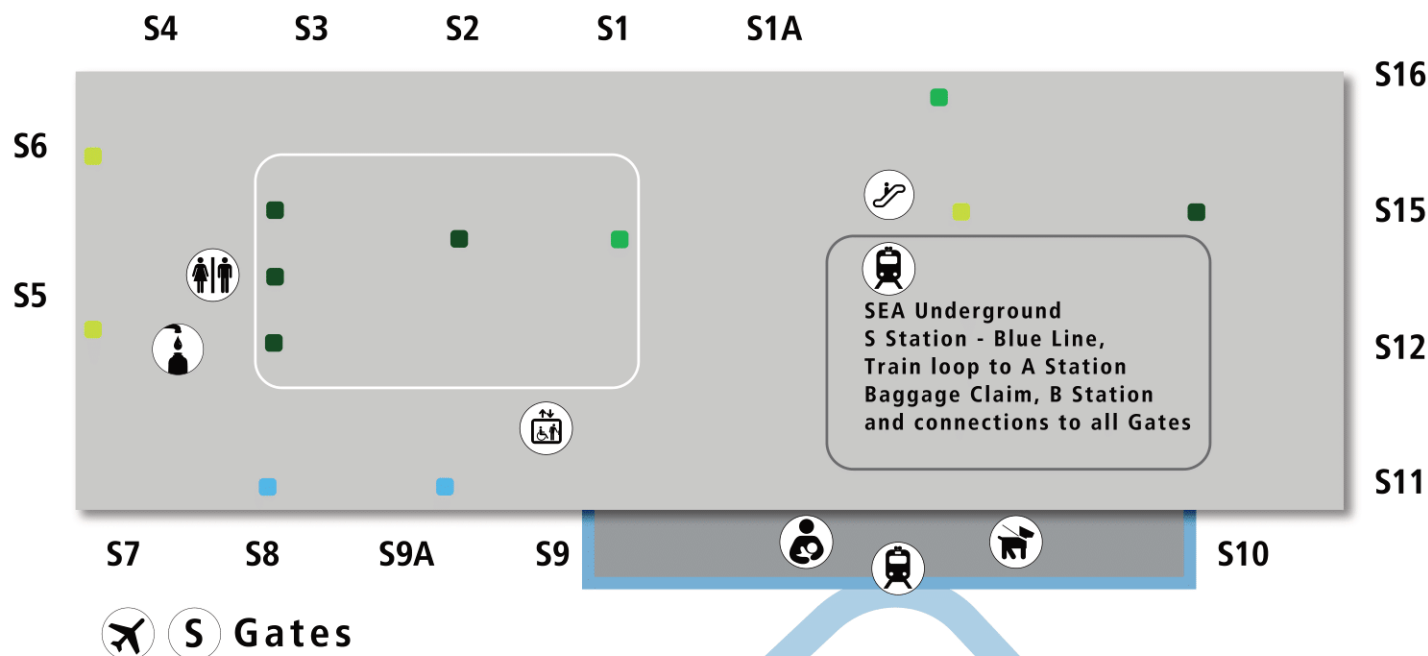 S4 S3 S2 S1 S1A
S16
S6
S15
S5
SEA Underground
S Station - Blue Line,
Train loop to A Station
Baggage Claim, B Station
and connections to all Gates
S12
S11
S7 S8 S9A S9 S10
S Gates